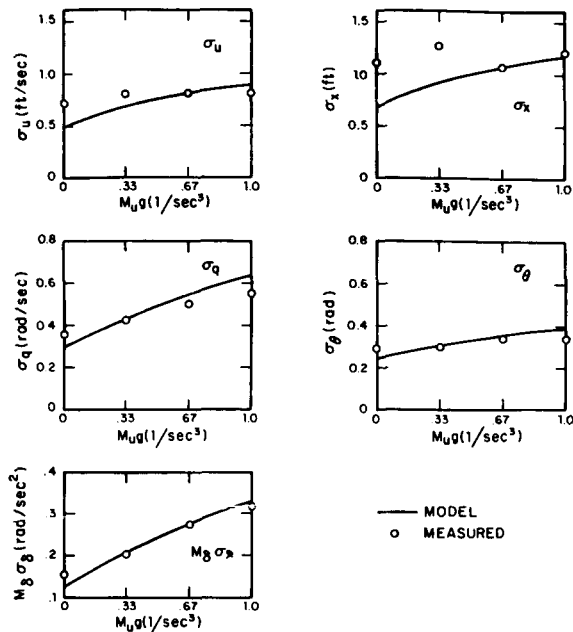 1.5
1.0
0.5
0
σu(ft/sec)
σu
0 .33 .67 1.0
Mug(1/sec³)
1.5
1.0
0.5
0
σx(ft)
σx
0 .33 .67 1.0
Mug(1/sec³)
0.8
0.6
0.4
0.2
0
σq(rad/sec)
σq
0 .33 .67 1.0
Mug(1/sec³)
0.8
0.6
0.4
0.2
0
σθ(rad)
σθ
0 .33 .67 1.0
Mug(1/sec³)
.4
.3
.2
.1
Mδσδ(rad/sec²)
Mδσ
0 .33 .67 1.0
Mug(1/sec³)
MODEL
MEASURED